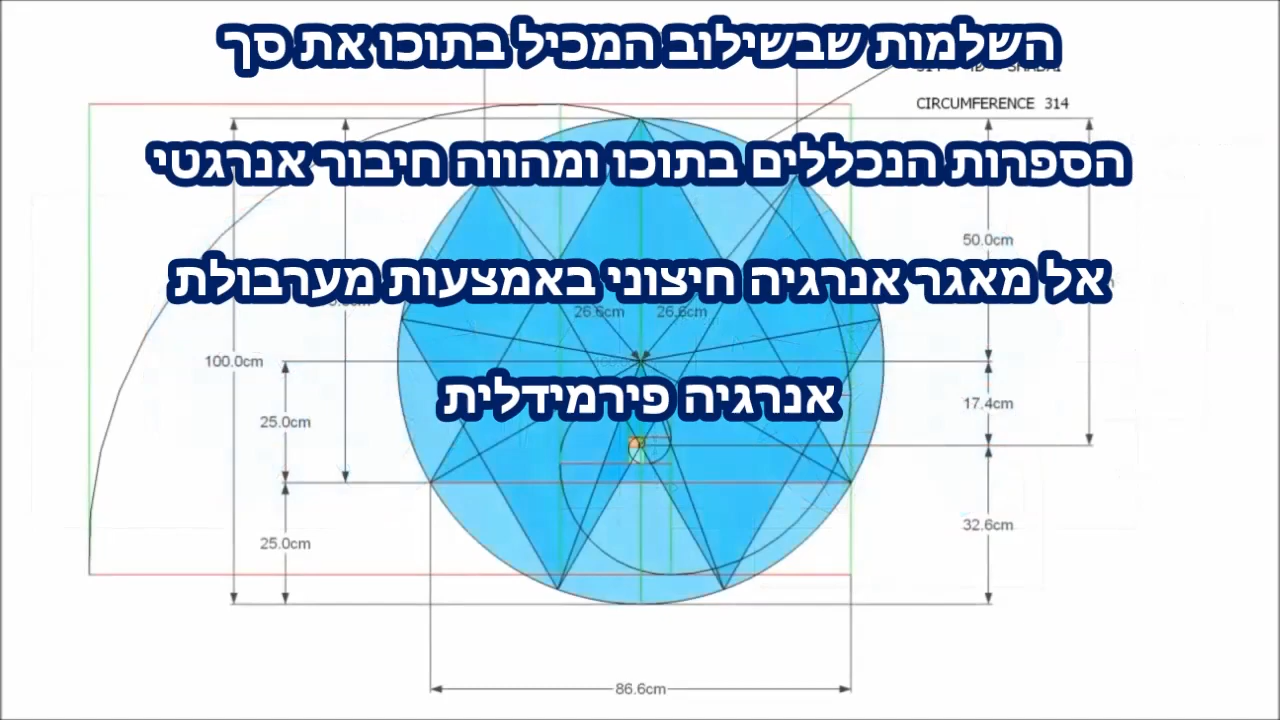 השלמות שבשילוב המכיל בתוכו את סך
CIRCUMFERENCE 314
הספרות הנכללים בתוכו ומהווה חיבור אנרגטי
50.0cm
אל מאגר אנרגיה חיצוני באמצעות מערבולת
26.6cm 26.6cm
100.0cm
אנרגיה פירמידלית
17.4cm
25.0cm
32.6cm
25.0cm
86.6cm